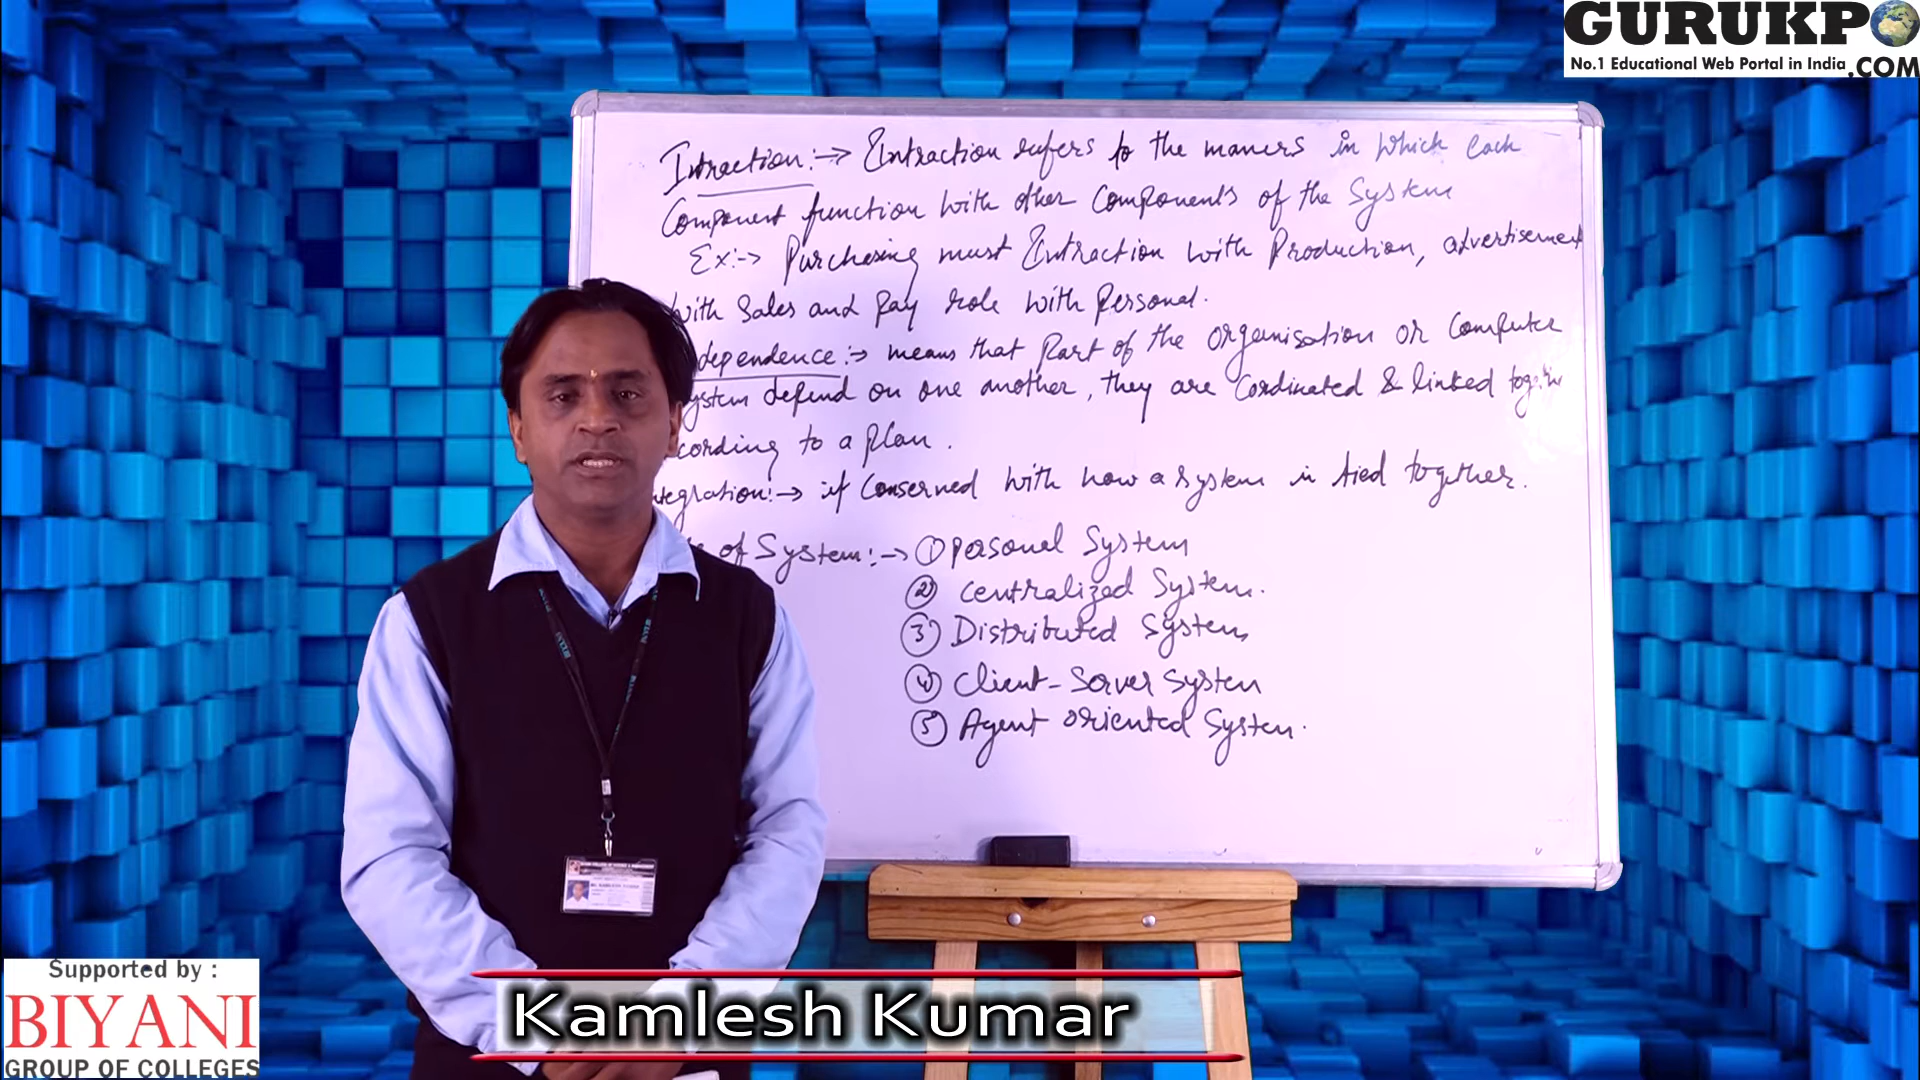 GURUKPO
No.1 Educational Web Portal in India .COM
Intraction:→ Intraction refers to the maners in which each
Component function with other Components of the System
Ex:→ Purchasing must Intraction with Production, advertisement
with Sales and Pay role with Personal.
dependence :→ means that Part of the Organisation or Computer
ystem depend on one another, they are Cordinated & linked together
cording to a plan.
ntegration:→ it Conserned with how a system is tied together.
of System:→ ① Personal System
② Centralized System.
③ Distributed System
④ Client-Server System
⑤ Agent oriented System.
Supported by :
BIYANI
GROUP OF COLLEGES
Kamlesh Kumar